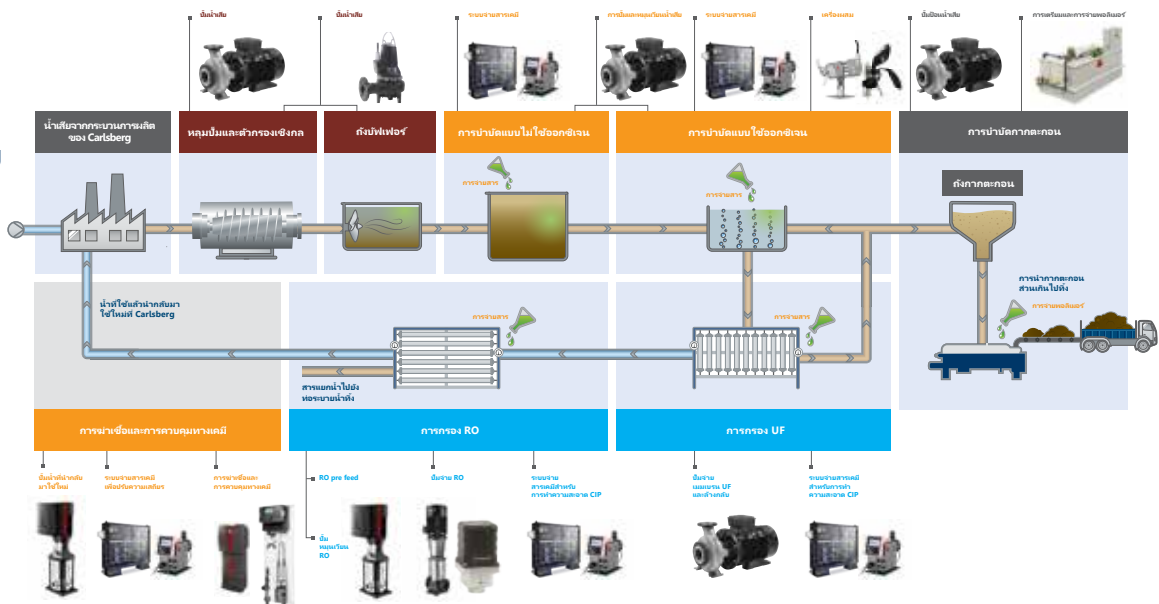 ปั๊มน้ำเสีย
ปั๊มน้ำเสีย
ระบบจ่ายสารเคมี
การปั๊มและหมุนเวียนน้ำเสีย
ระบบจ่ายสารเคมี
เครื่องผสม
ปั๊มป้อนน้ำเสีย
การเตรียมและการจ่ายพอลิเมอร์
น้ำเสียจากกระบวนการผลิต
ของ Carlsberg
หลุมปั๊มและตัวกรองเชิงกล
ถังบัฟเฟอร์
การบำบัดแบบไม่ใช้ออกซิเจน
การบำบัดแบบใช้ออกซิเจน
การบำบัดกากตะกอน
การจ่ายสาร
การจ่ายสาร
ถังกากตะกอน
น้ำที่ใช้แล้วนำกลับมา
ใช้ใหม่ที่ Carlsberg
การจ่ายสาร
การจ่ายสาร
การนำกากตะกอน
ส่วนเกินไปทิ้ง
การจ่ายพอลิเมอร์
สารแยกน้ำไปยัง
ท่อระบายน้ำทิ้ง
การฆ่าเชื้อและการควบคุมทางเคมี
การกรอง RO
การกรอง UF
ปั๊มน้ำที่นำกลับ
มาใช้ใหม่
ระบบจ่ายสารเคมี
เพื่อปรับความเสถียร
การฆ่าเชื้อและ
การควบคุมทางเคมี
RO pre feed
ปั๊ม
หมุนเวียน
RO
ปั๊มจ่าย RO
ระบบจ่าย
สารเคมีสำหรับ
การทำความสะอาด CIP
ปั๊มจ่าย
เมมเบรน UF
และล้างกลับ
ระบบจ่ายสารเคมี
สำหรับการทำ
ความสะอาด CIP